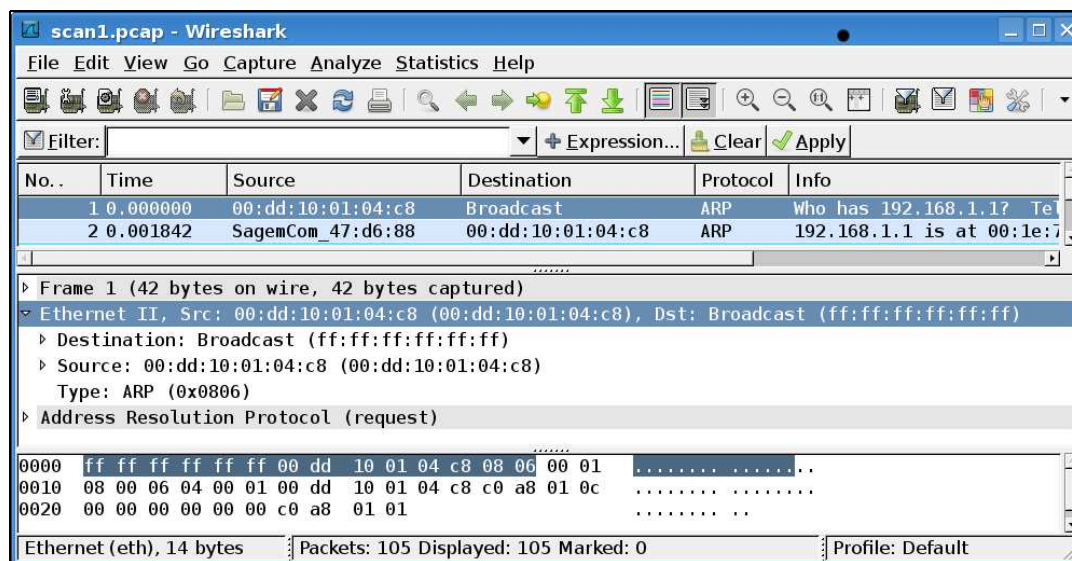 scan1.pcap - Wireshark
File Edit View Go Capture Analyze Statistics Help
Filter: Expression... Clear Apply
No.. Time Source Destination Protocol Info
1 0.000000 00:dd:10:01:04:c8 Broadcast ARP Who has 192.168.1.1? Tel
2 0.001842 SagemCom_47:d6:88 00:dd:10:01:04:c8 ARP 192.168.1.1 is at 00:1e:7
Frame 1 (42 bytes on wire, 42 bytes captured)
Ethernet II, Src: 00:dd:10:01:04:c8 (00:dd:10:01:04:c8), Dst: Broadcast (ff:ff:ff:ff:ff:ff)
Destination: Broadcast (ff:ff:ff:ff:ff:ff)
Source: 00:dd:10:01:04:c8 (00:dd:10:01:04:c8)
Type: ARP (0x0806)
Address Resolution Protocol (request)
0000 ff ff ff ff ff ff 00 dd 10 01 04 c8 08 06 00 01 ........ ........
0010 08 00 06 04 00 01 00 dd 10 01 04 c8 c0 a8 01 0c ........ ........
0020 00 00 00 00 00 00 c0 a8 01 01 ........ ..
Ethernet (eth), 14 bytes Packets: 105 Displayed: 105 Marked: 0 Profile: Default